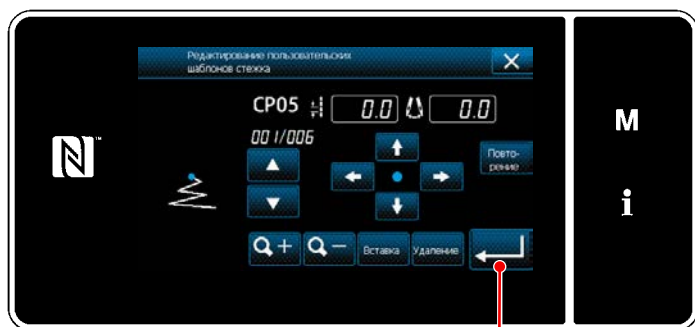 Редактирование пользовательских
шаблонов стежка
CP05 0.0 0.0
001/006
Повто-
рение
Вставка Удаление
M
i
N